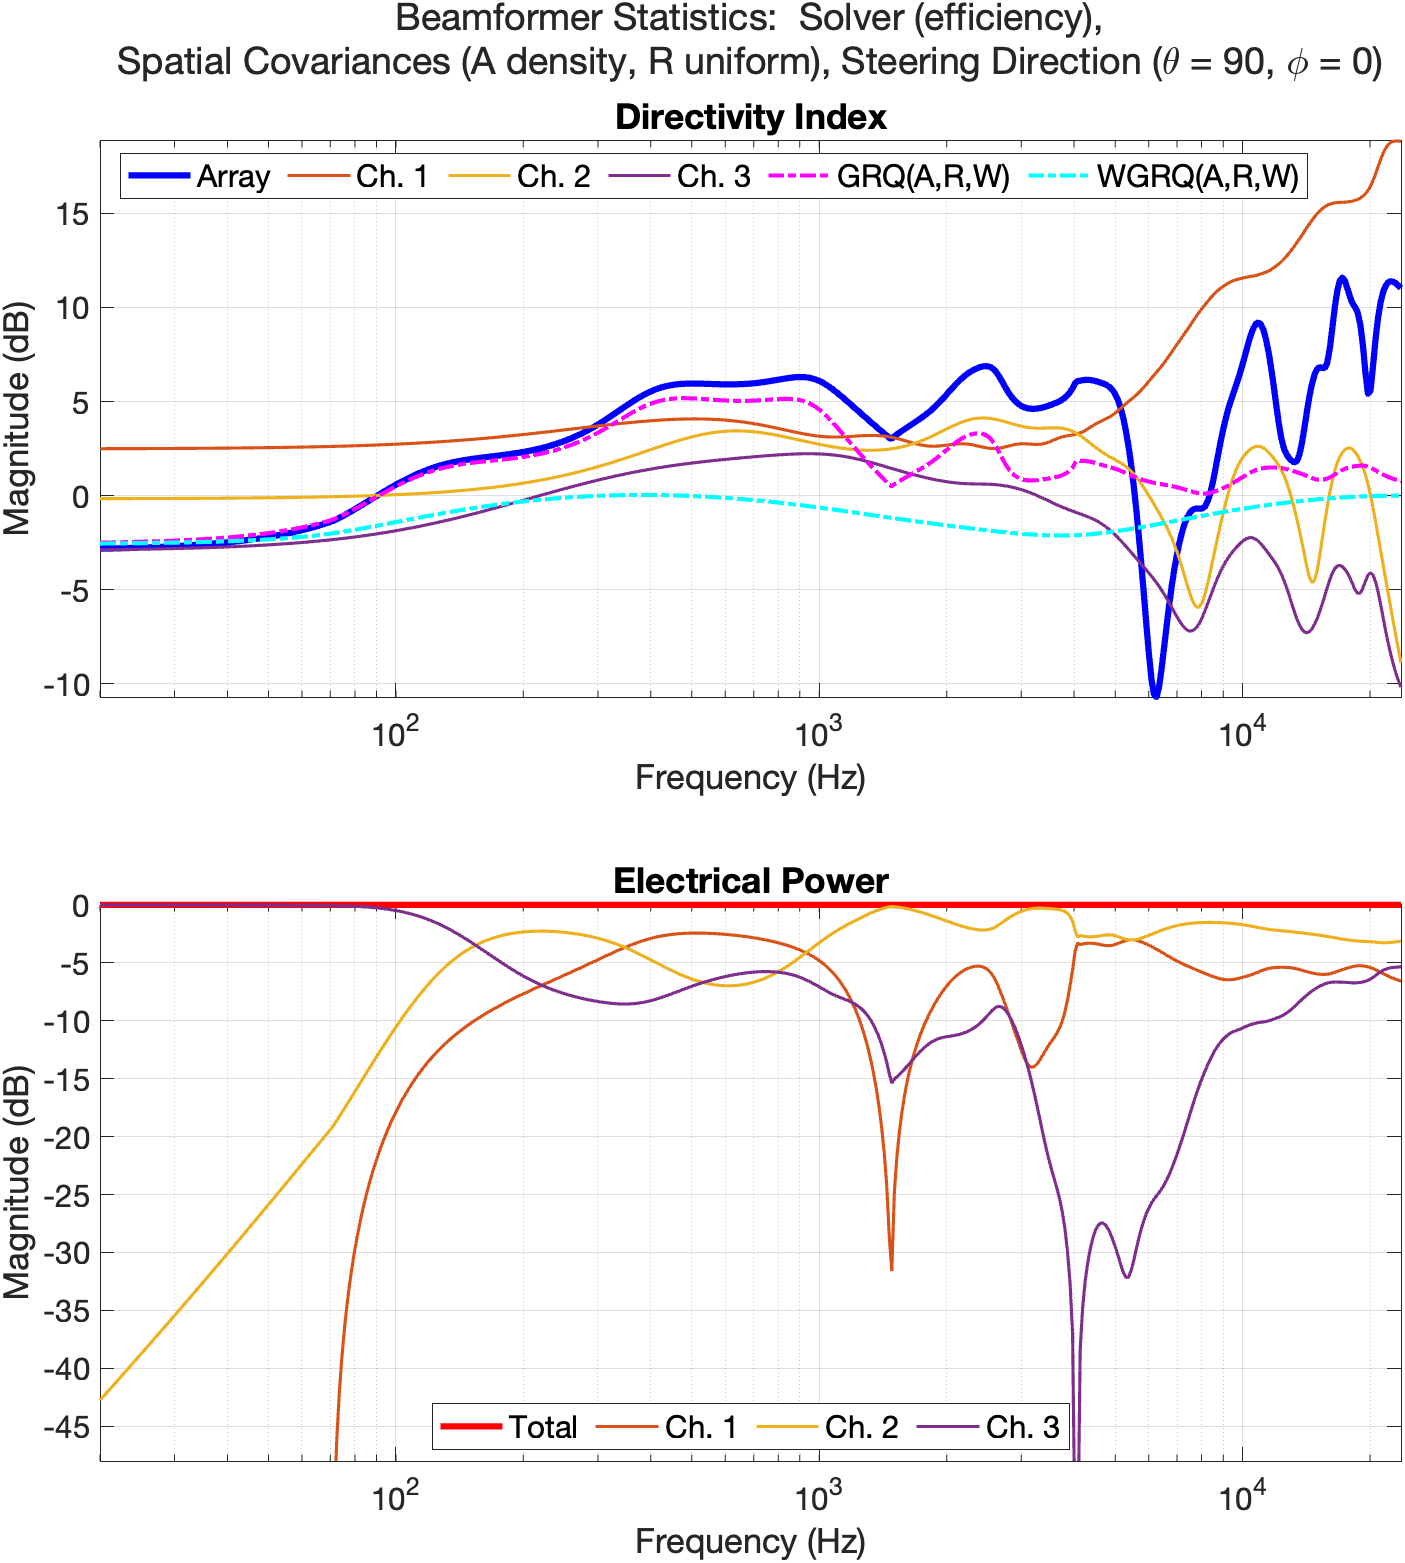 Beamformer Statistics:  Solver (efficiency),
Spatial Covariances (A density, R uniform), Steering Direction (θ = 90, ϕ = 0)
Directivity Index
Array Ch. 1 Ch. 2 Ch. 3 GRQ(A,R,W) WGRQ(A,R,W)
Magnitude (dB)
15
10
5
0
-5
-10
10² 10³ 10⁴
Frequency (Hz)
Electrical Power
Magnitude (dB)
0
-5
-10
-15
-20
-25
-30
-35
-40
-45
Total Ch. 1 Ch. 2 Ch. 3
10² 10³ 10⁴
Frequency (Hz)